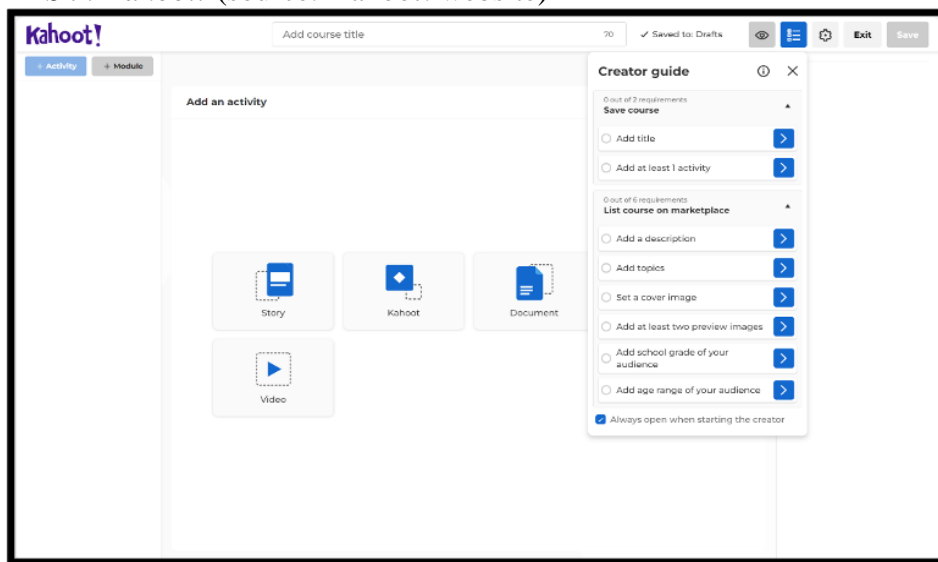 Kahoot!
Add course title
70
✓ Saved to: Drafts
Exit
Save
+ Activity
+ Module
Add an activity
Story
Kahoot
Document
Video
Creator guide
0 out of 2 requirements
Save course
Add title
Add at least 1 activity
0 out of 6 requirements
List course on marketplace
Add a description
Add topics
Set a cover image
Add at least two preview images
Add school grade of your
audience
Add age range of your audience
Always open when starting the creator